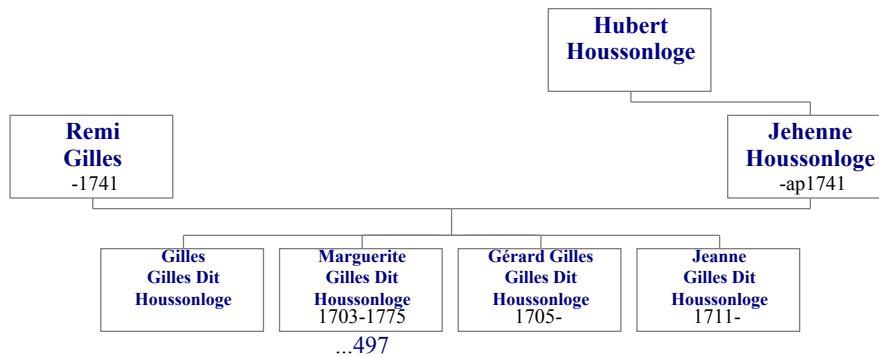 Hubert
Houssonloge
Remi
Gilles
-1741
Jehenne
Houssonloge
-ap1741
Gilles
Gilles Dit
Houssonloge
Marguerite
Gilles Dit
Houssonloge
1703-1775
...497
Gérard Gilles
Gilles Dit
Houssonloge
1705-
Jeanne
Gilles Dit
Houssonloge
1711-